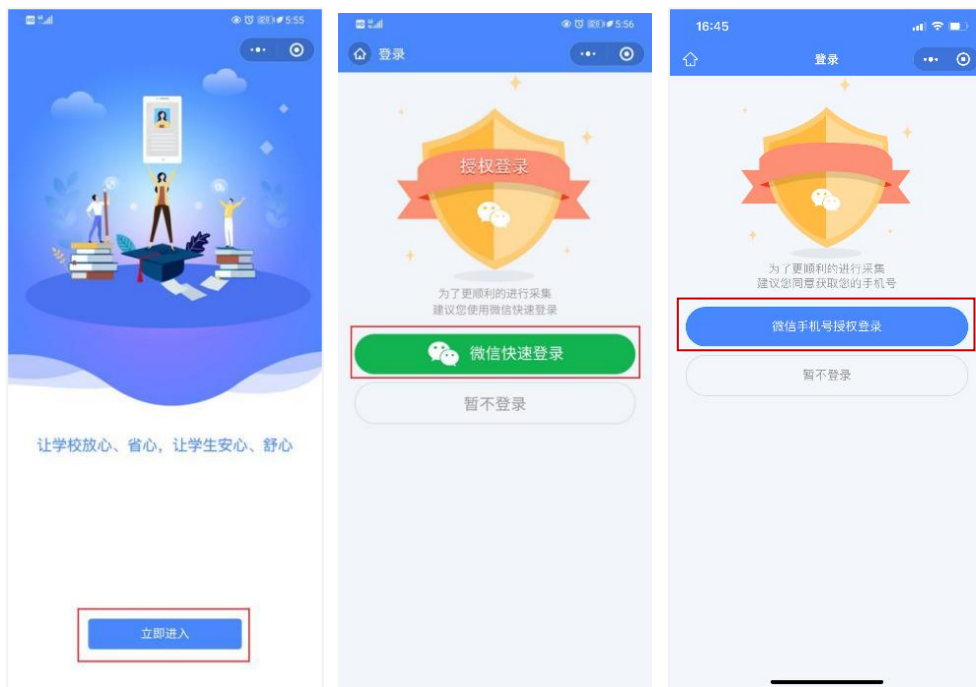 5:55
让学校放心、省心，让学生安心、舒心
立即进入
5:56
登录
授权登录
为了更顺利的进行采集
建议您使用微信快速登录
微信快速登录
暂不登录
16:45
登录
为了更顺利的进行采集
建议您同意获取您的手机号
微信手机号授权登录
暂不登录